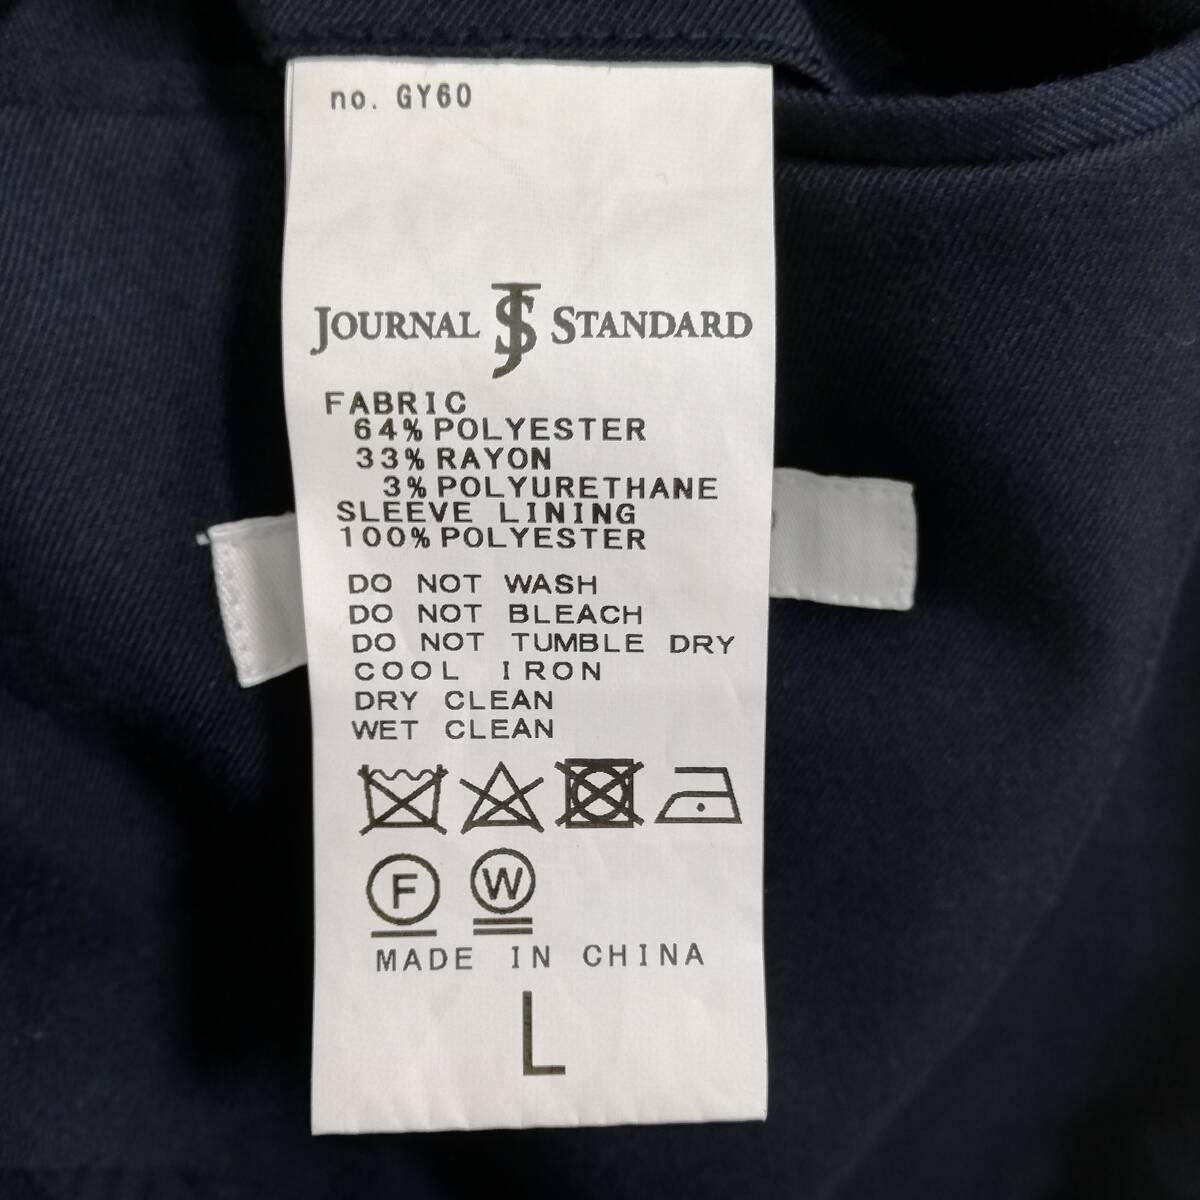 no. GY60
JOURNAL JS STANDARD
FABRIC
64% POLYESTER
33% RAYON
3% POLYURETHANE
SLEEVE LINING
100% POLYESTER
DO NOT WASH
DO NOT BLEACH
DO NOT TUMBLE DRY
COOL IRON
DRY CLEAN
WET CLEAN
F W
MADE IN CHINA
L